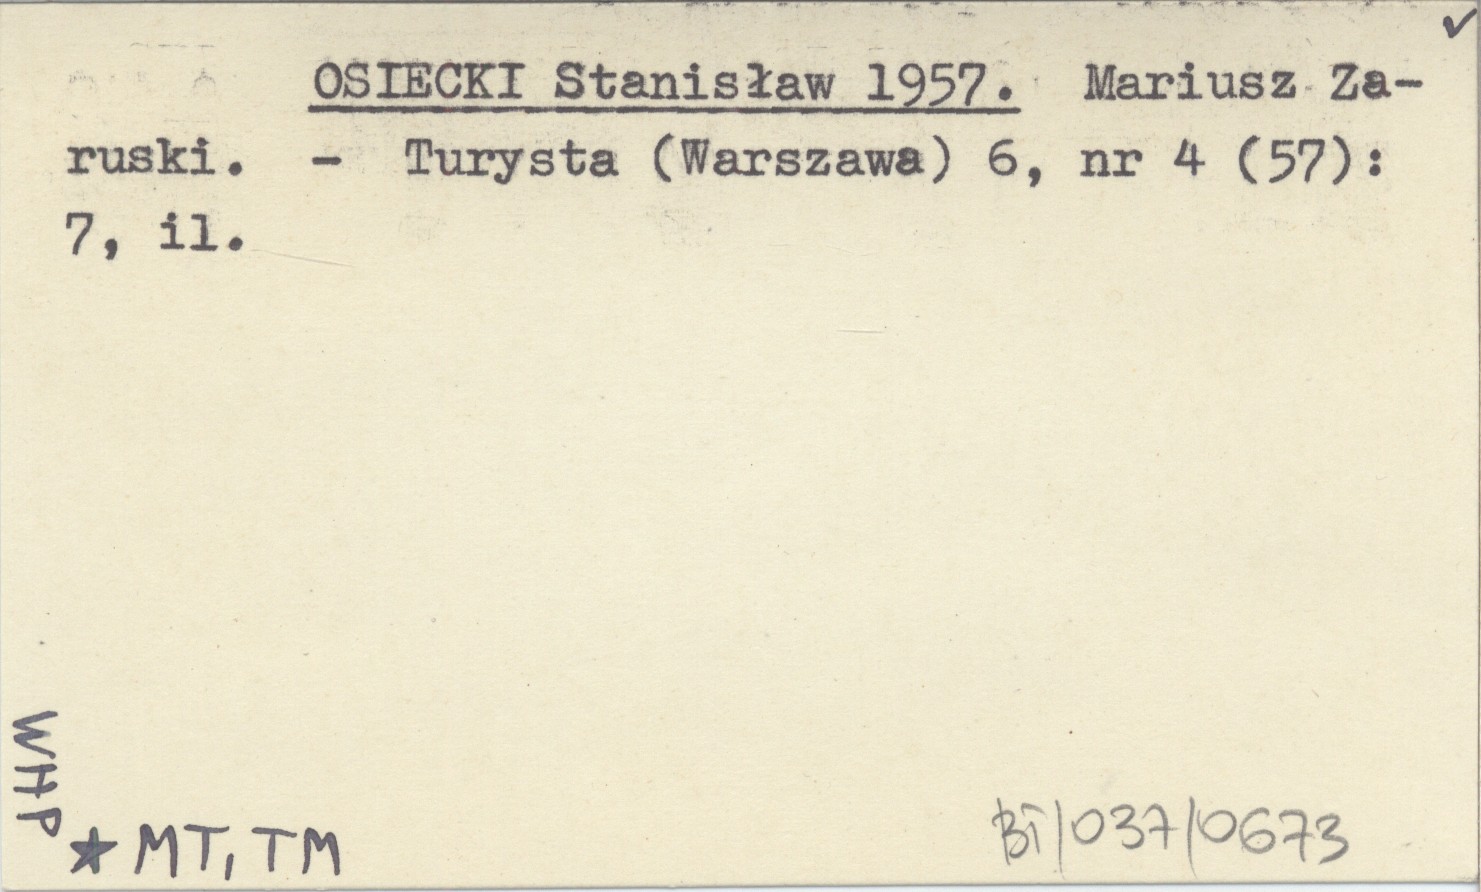 OSIECKI Stanisław 1957. Mariusz Za-
ruski. - Turysta (Warszawa) 6, nr 4 (57):
7, il.
WHP
★ MT, TM
BT/037/0673